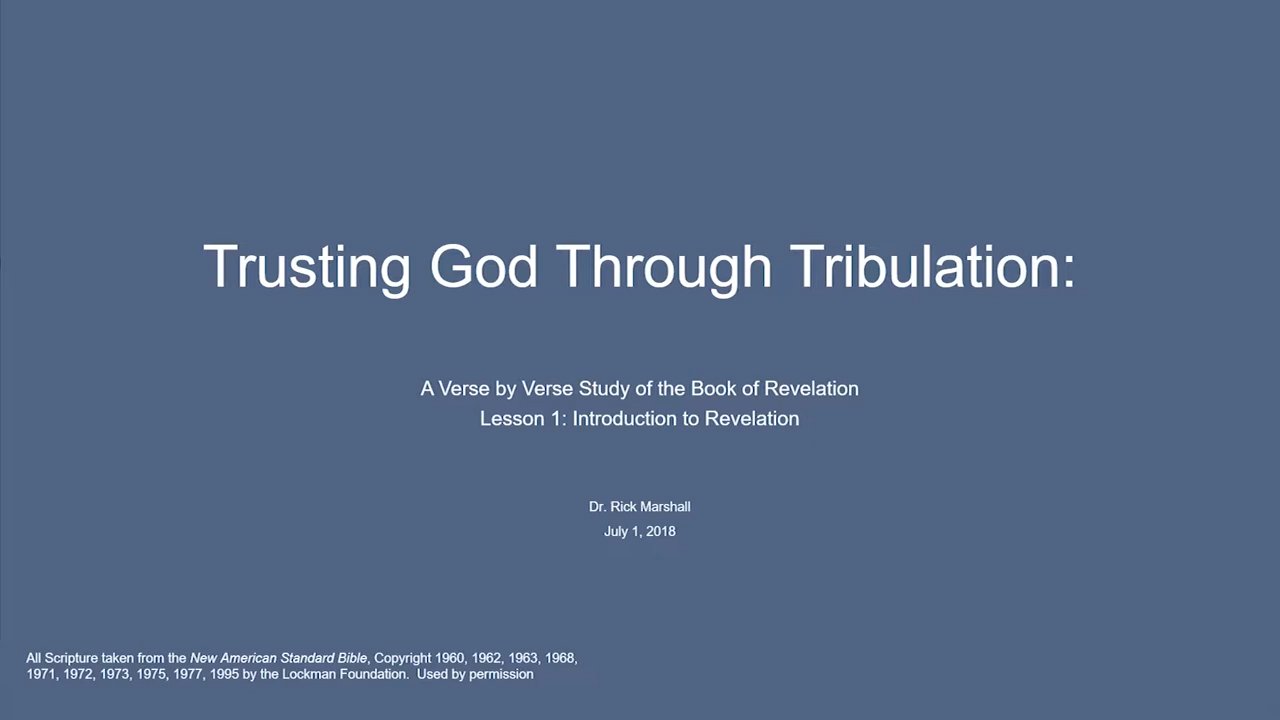 Trusting God Through Tribulation:
A Verse by Verse Study of the Book of Revelation
Lesson 1: Introduction to Revelation
Dr. Rick Marshall
July 1, 2018
All Scripture taken from the New American Standard Bible, Copyright 1960, 1962, 1963, 1968,
1971, 1972, 1973, 1975, 1977, 1995 by the Lockman Foundation.  Used by permission